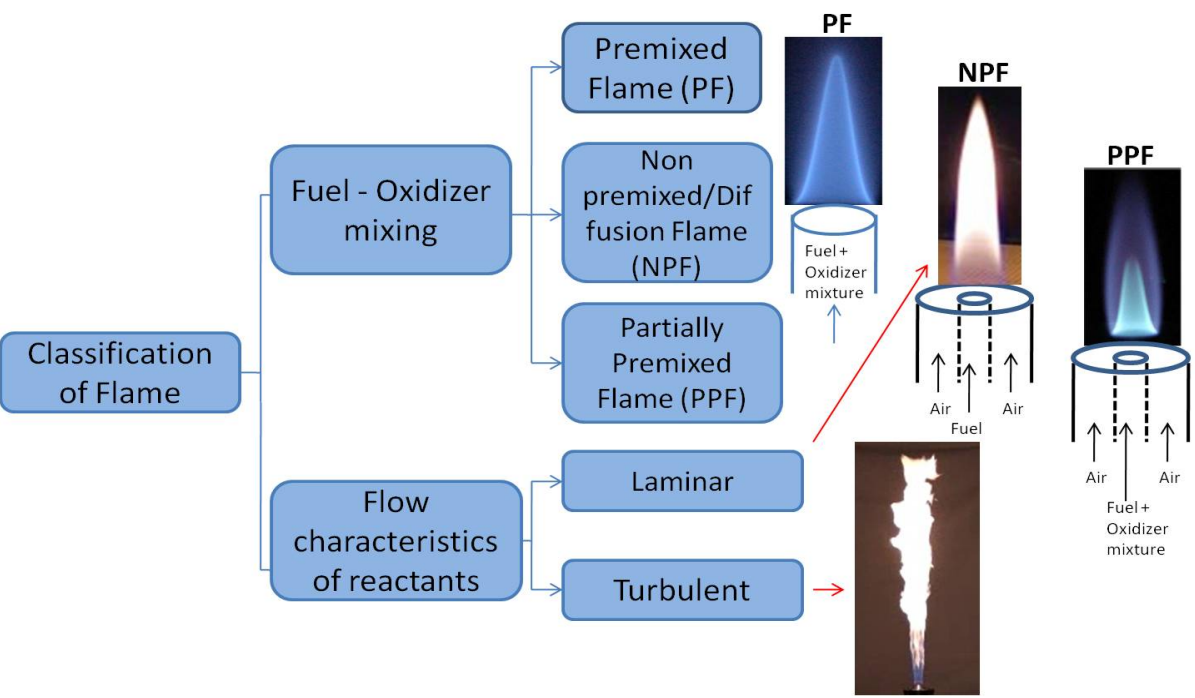 Classification
of Flame
Fuel - Oxidizer
mixing
Flow
characteristics
of reactants
Premixed
Flame (PF)
Non
premixed/Dif
fusion Flame
(NPF)
Partially
Premixed
Flame (PPF)
Laminar
Turbulent
PF
Fuel +
Oxidizer
mixture
NPF
Air
Fuel
Air
PPF
Air
Air
Fuel +
Oxidizer
mixture